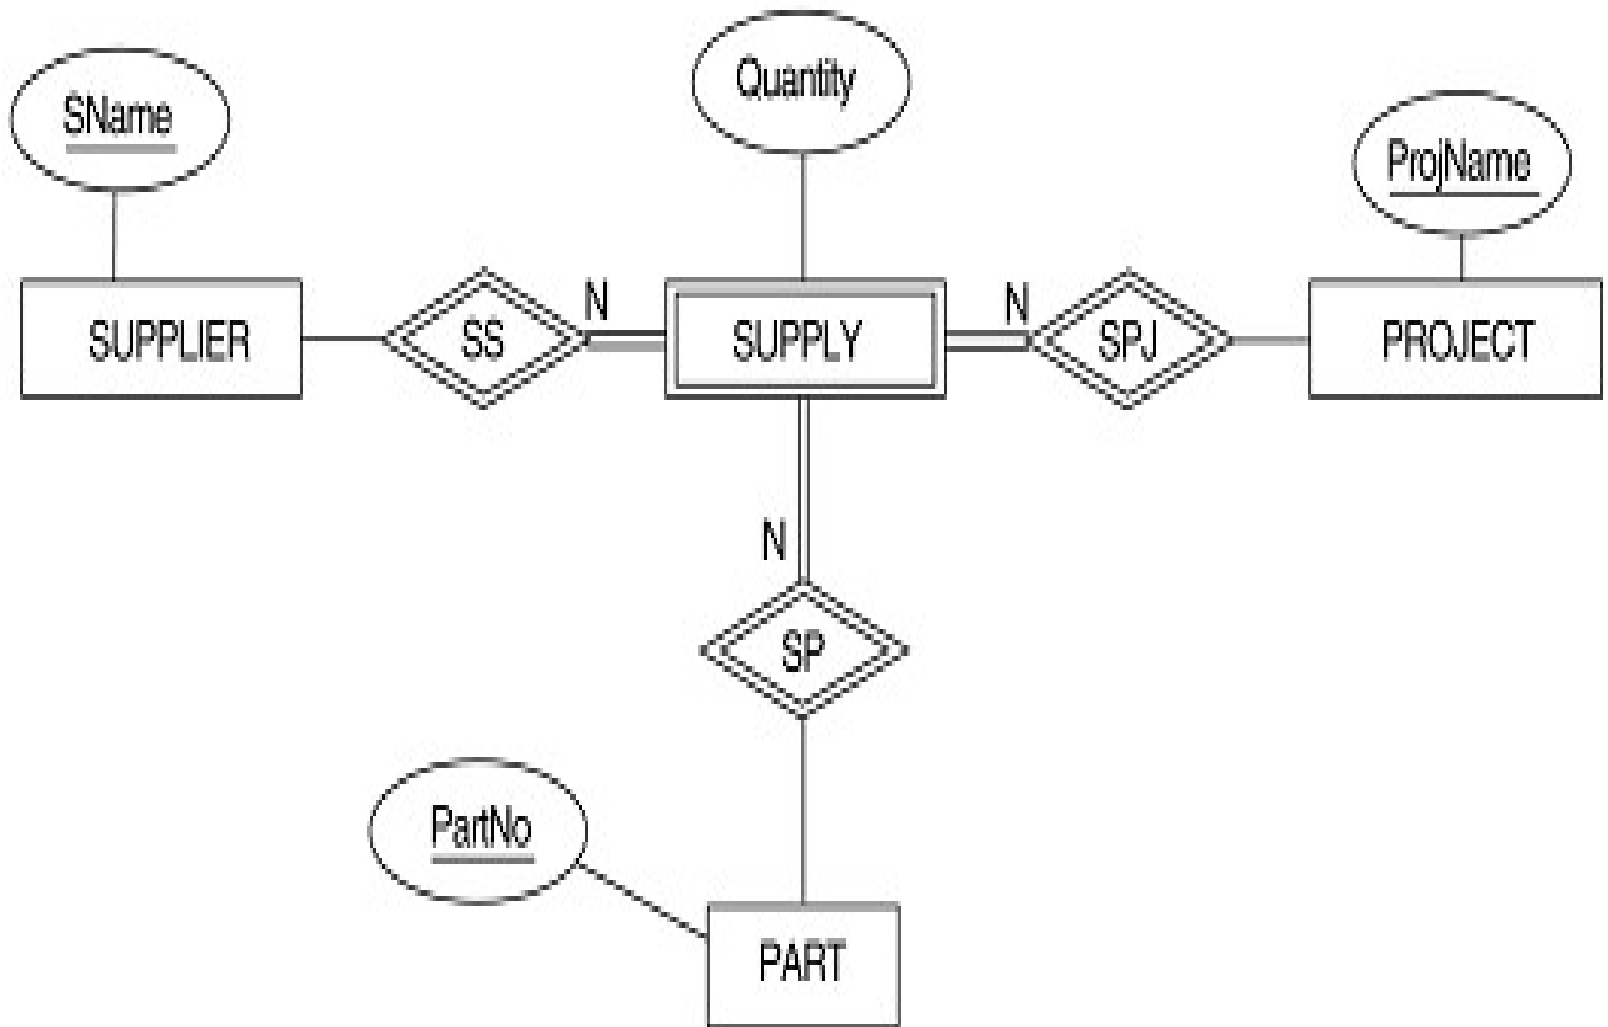 SName
Quantity
ProjName
SUPPLIER
SS
N
SUPPLY
N
SPJ
PROJECT
N
SP
PartNo
PART